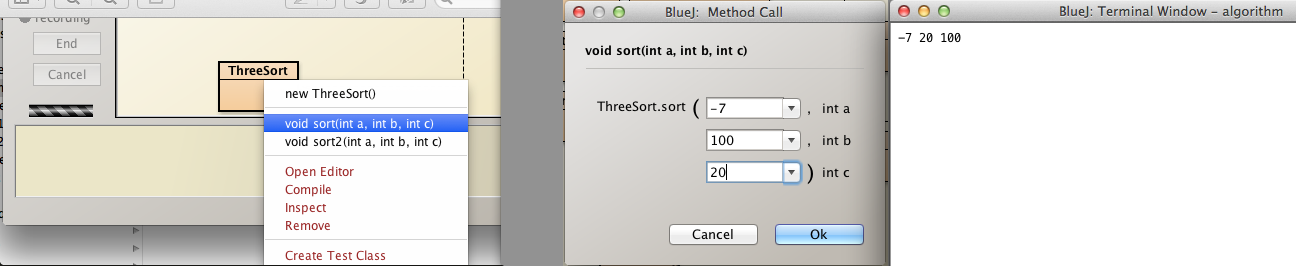 recording
End
Cancel
ThreeSort
new ThreeSort()
void sort(int a, int b, int c)
void sort2(int a, int b, int c)
Open Editor
Compile
Inspect
Remove
Create Test Class
BlueJ: Method Call
void sort(int a, int b, int c)
ThreeSort.sort ( -7 , int a
100 , int b
20 ) int c
Cancel Ok
BlueJ: Terminal Window - algorithm
-7 20 100